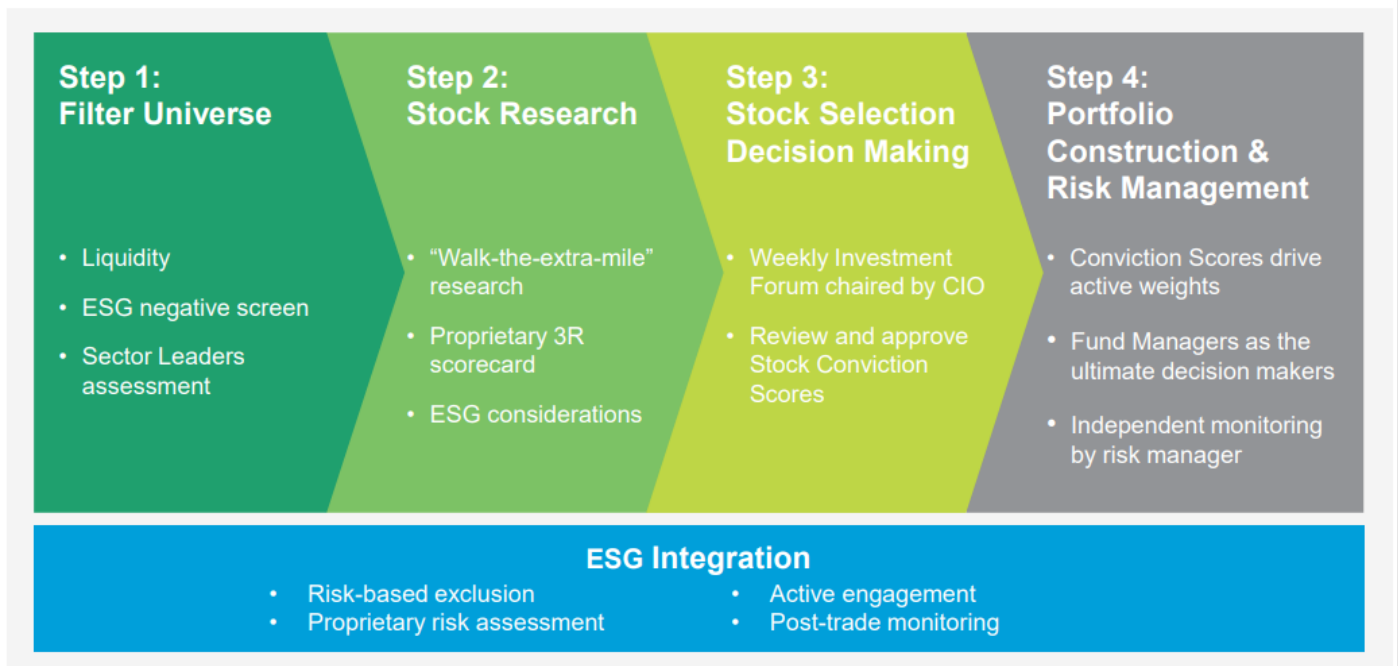 Step 1:
Filter Universe
• Liquidity
• ESG negative screen
• Sector Leaders
assessment
Step 2:
Stock Research
• “Walk-the-extra-mile”
research
• Proprietary 3R
scorecard
• ESG considerations
Step 3:
Stock Selection
Decision Making
• Weekly Investment
Forum chaired by CIO
• Review and approve
Stock Conviction
Scores
Step 4:
Portfolio
Construction &
Risk Management
• Conviction Scores drive
active weights
• Fund Managers as the
ultimate decision makers
• Independent monitoring
by risk manager
ESG Integration
• Risk-based exclusion
• Proprietary risk assessment
• Active engagement
• Post-trade monitoring